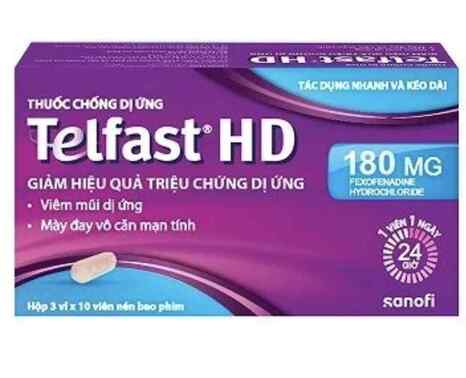 Telfast HD
TÁC DỤNG NHANH VÀ KÉO DÀI
THUỐC CHỐNG DỊ ỨNG
Telfast® HD
180 MG
FEXOFENADINE
HYDROCHLORIDE
GIẢM HIỆU QUẢ TRIỆU CHỨNG DỊ ỨNG
• Viêm mũi dị ứng
• Mày đay vô căn mạn tính
1 VIÊN 1 NGÀY
24
GIỜ
Hộp 3 vỉ x 10 viên nén bao phim
sanofi